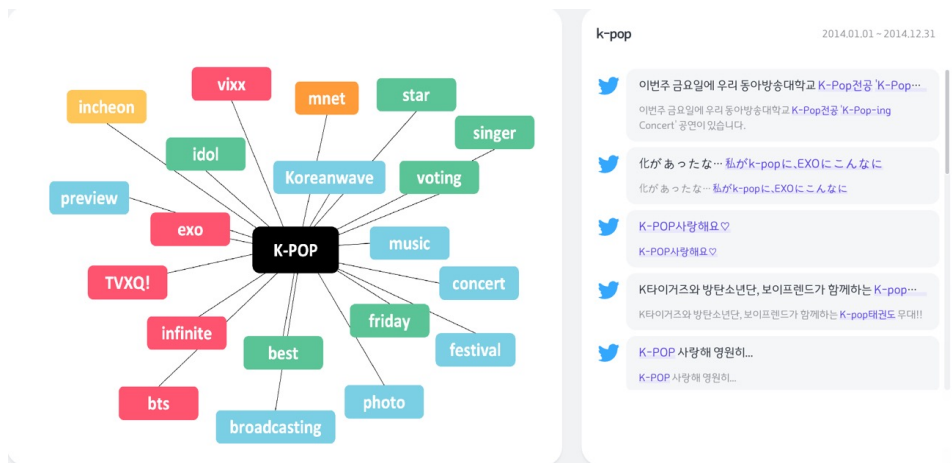 vixx
incheon
mnet
star
singer
idol
Koreanwave
voting
preview
exo
K-POP
music
TVXQ!
concert
infinite
friday
best
festival
bts
photo
broadcasting
k-pop
2014.01.01 ~ 2014.12.31
이번주 금요일에 우리 동아방송대학교 K-Pop전공 'K-Pop…
이번주 금요일에 우리 동아방송대학교 K-Pop전공 'K-Pop-ing
Concert' 공연이 있습니다.
化があったな… 私がk-popに、EXOにこんなに
化があったな… 私がk-popに、EXOにこんなに
K-POP사랑해요♡
K-POP사랑해요♡
K타이거즈와 방탄소년단, 보이프렌드가 함께하는 K-pop…
K타이거즈와 방탄소년단, 보이프렌드가 함께하는 K-pop태권도 무대!!
K-POP 사랑해 영원히...
K-POP 사랑해 영원히...